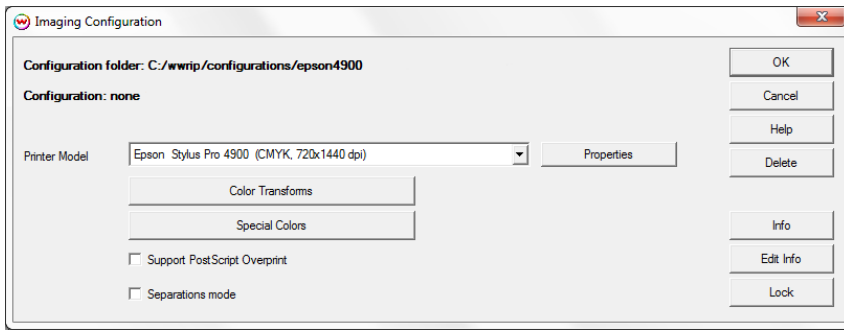 Imaging Configuration
Configuration folder: C:/wwrip/configurations/epson4900
OK
Configuration: none
Cancel
Help
Printer Model
Epson Stylus Pro 4900 (CMYK, 720x1440 dpi)
Properties
Delete
Color Transforms
Special Colors
Info
Support PostScript Overprint
Edit Info
Separations mode
Lock